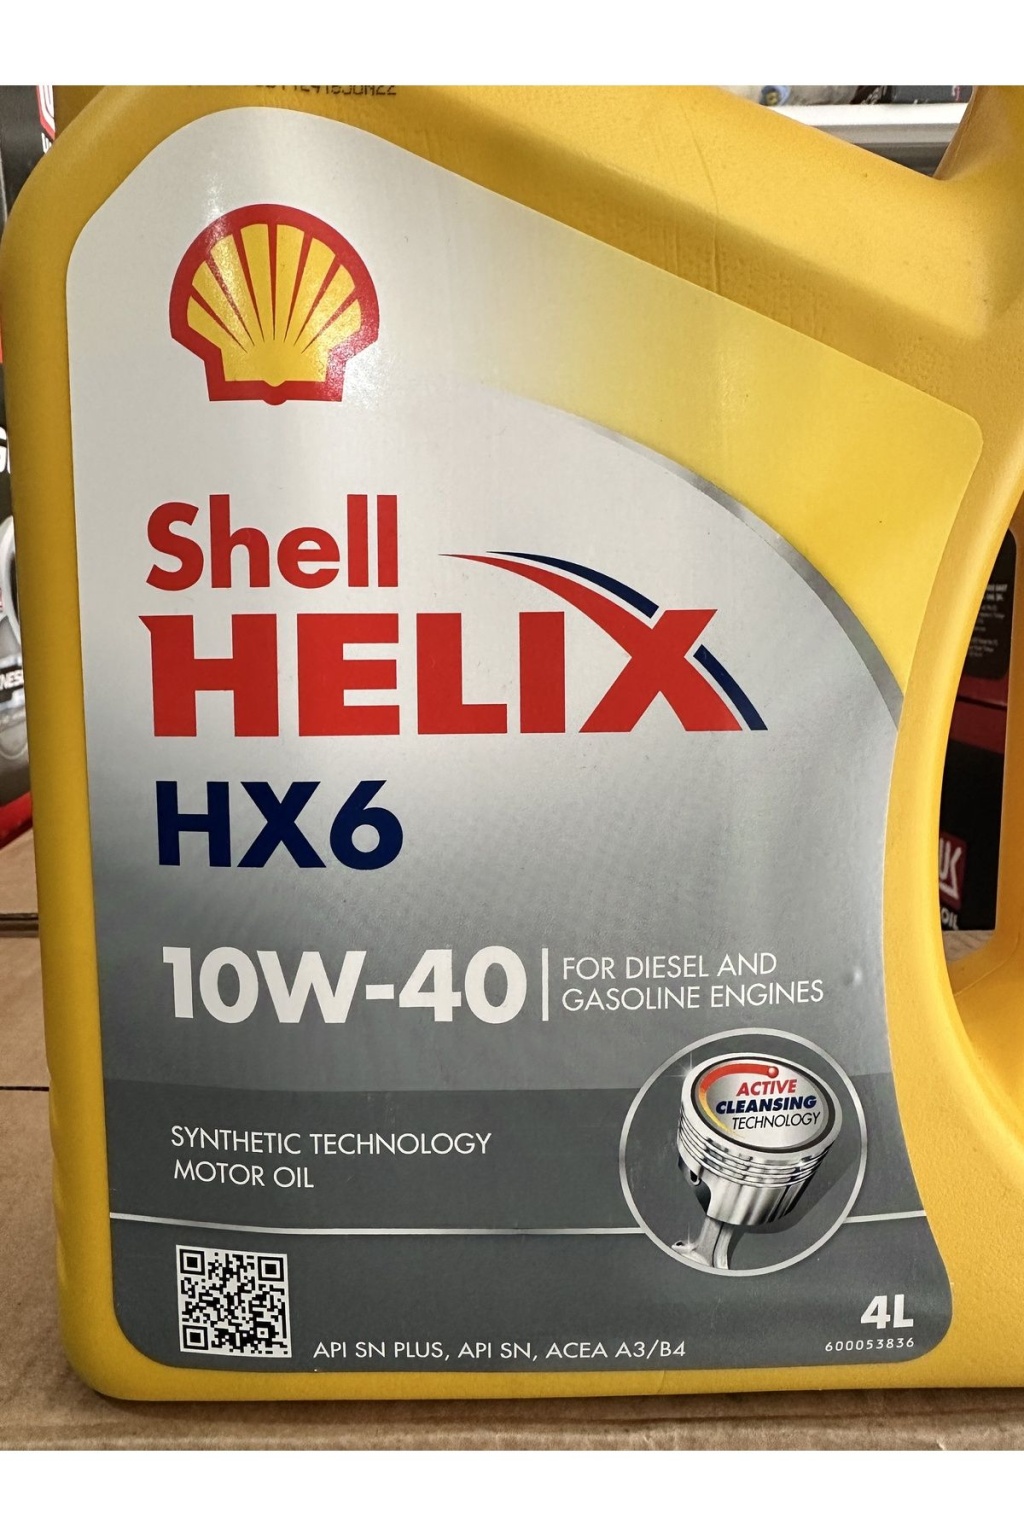 Shell
HELIX
HX6
10W-40
FOR DIESEL AND
GASOLINE ENGINES
ACTIVE
CLEANSING
TECHNOLOGY
SYNTHETIC TECHNOLOGY
MOTOR OIL
4L
API SN PLUS, API SN, ACEA A3/B4
600053836